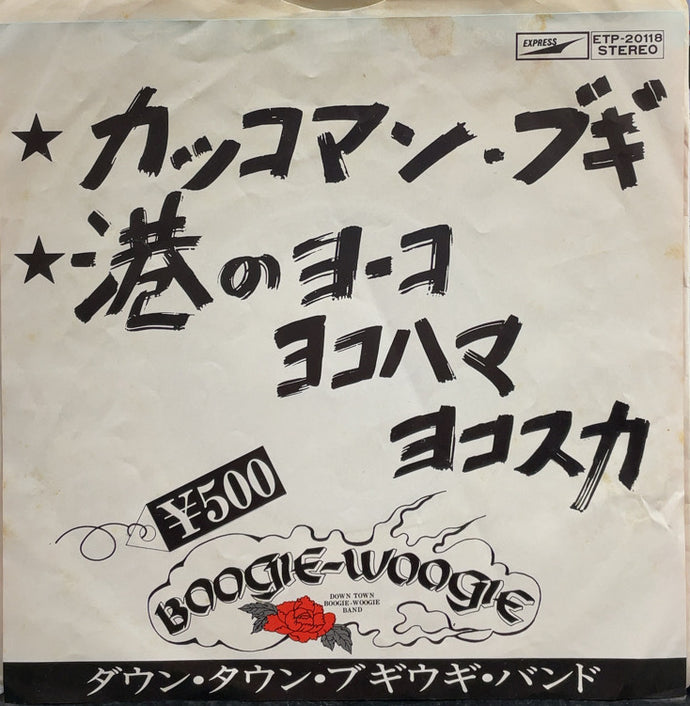 EXPRESS
ETP-20118
STEREO
★カッコマン・ブギ
★港のヨーコ
ヨコハマ
ヨコスカ
¥500
BOOGIE-WOOGIE
DOWN TOWN
BOOGIE-WOOGIE
BAND
ダウン・タウン・ブギウギ・バンド